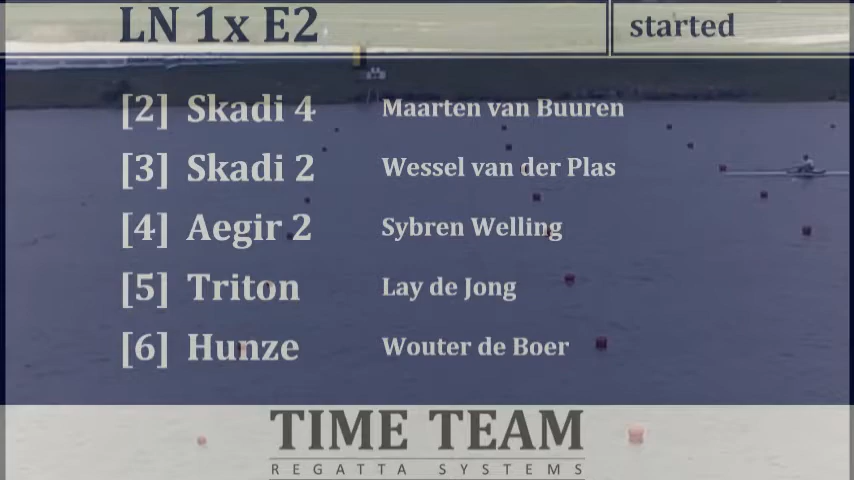 LN 1x E2 started
[2] Skadi 4 Maarten van Buuren
[3] Skadi 2 Wessel van der Plas
[4] Aegir 2 Sybren Welling
[5] Triton Lay de Jong
[6] Hunze Wouter de Boer
TIME TEAM
REGATTA SYSTEMS